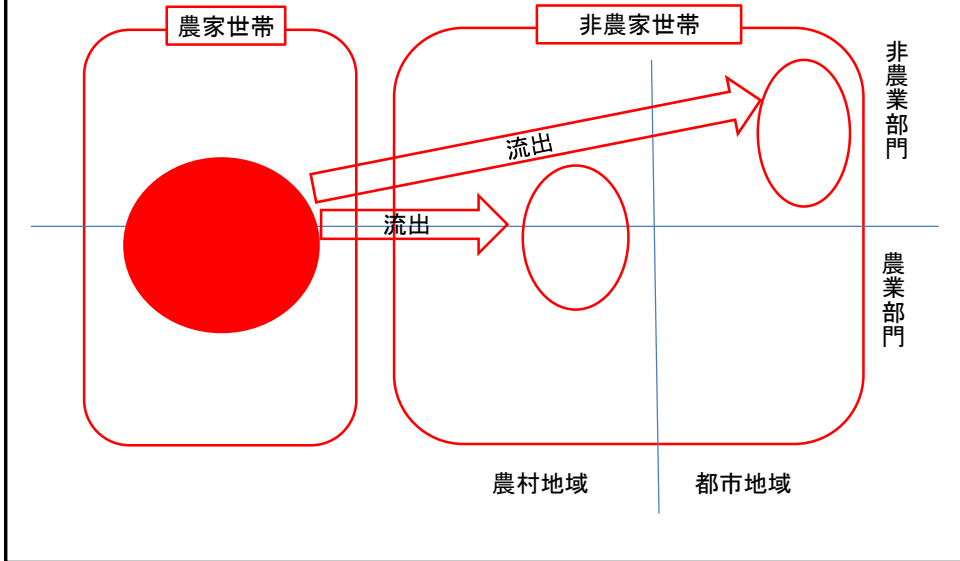 農家世帯
非農家世帯
非農業部門
流出
流出
農業部門
農村地域
都市地域